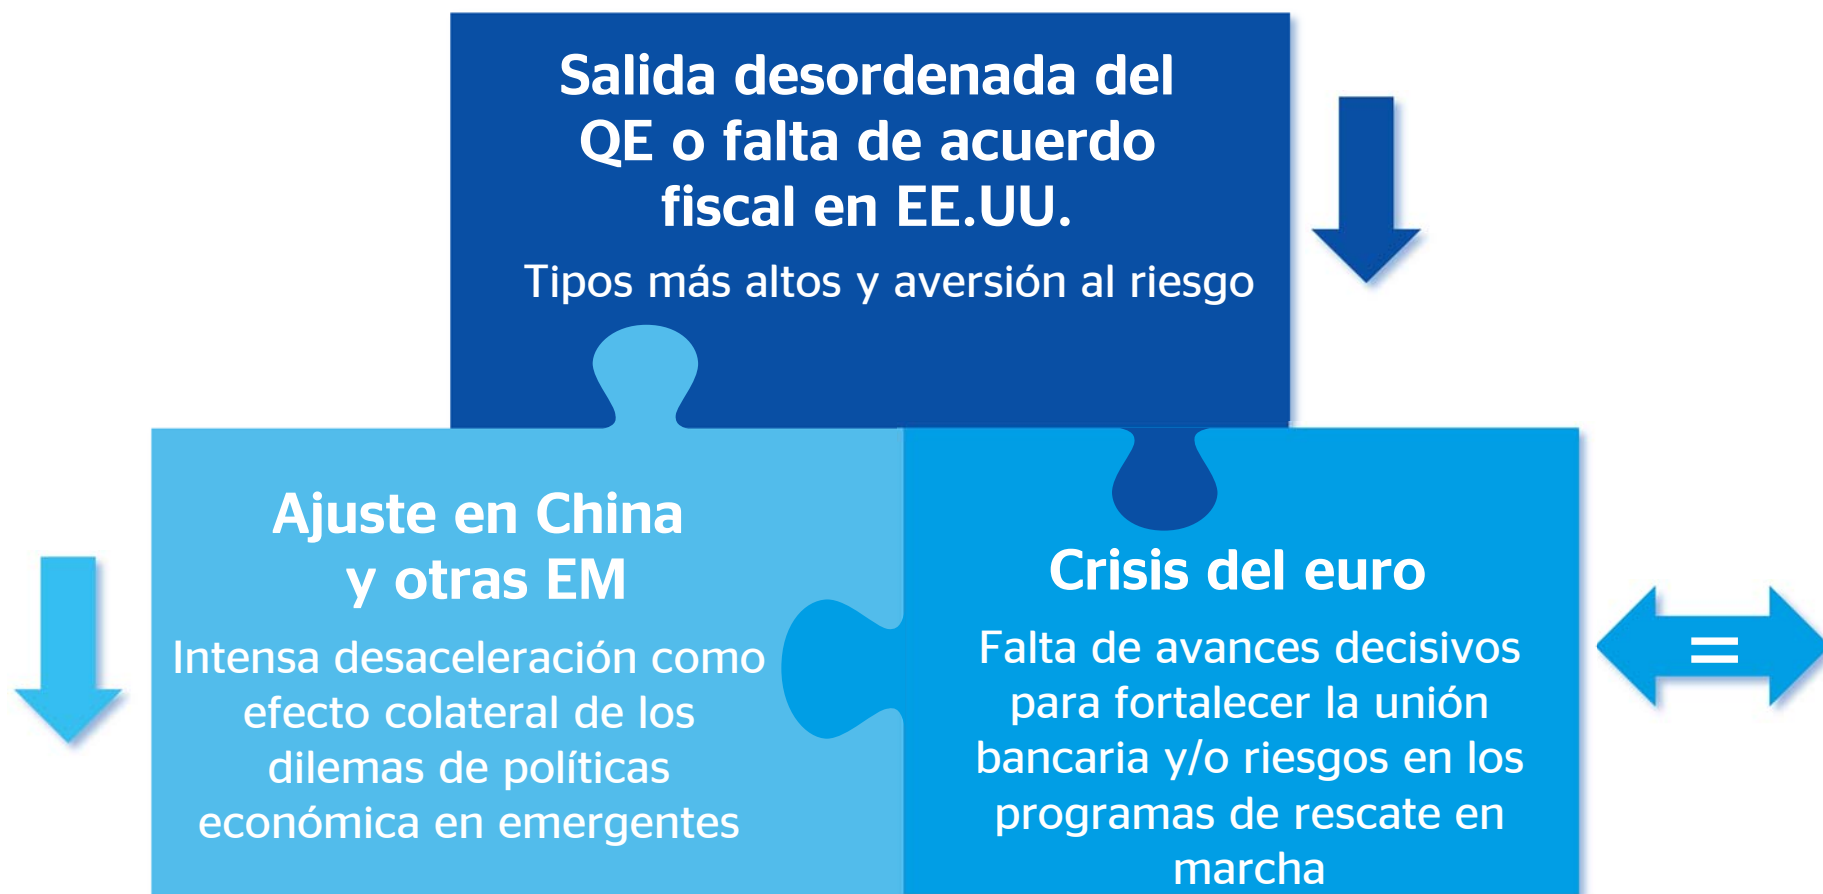 Salida desordenada del
QE o falta de acuerdo
fiscal en EE.UU.
Tipos más altos y aversión al riesgo
Ajuste en China
y otras EM
Intensa desaceleración como
efecto colateral de los
dilemas de políticas
económica en emergentes
Crisis del euro
Falta de avances decisivos
para fortalecer la unión
bancaria y/o riesgos en los
programas de rescate en
marcha
=